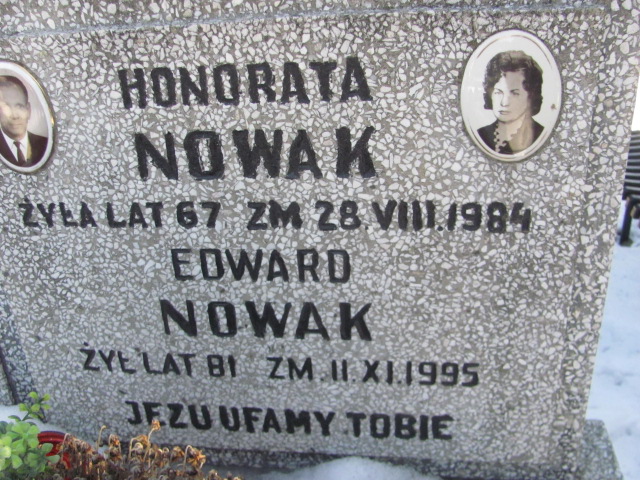 HONORATA
NOWAK
ŻYŁA LAT 67 ZM 28.VIII.1984
EDWARD
NOWAK
ŻYŁ LAT 81 ZM.11.XI.1995
JEZU UFAMY TOBIE